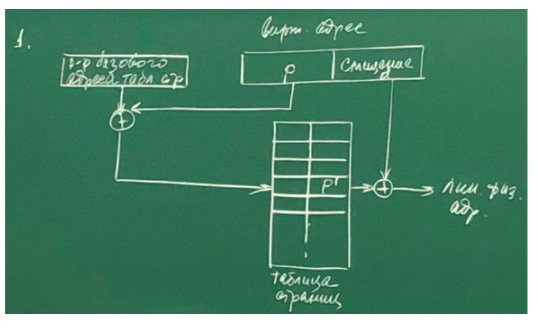 1.
вирт. адрес
р-р базового
адреса табл. стр
p
смещение
+
p'
+
лин. физ.
адр.
таблица
страниц